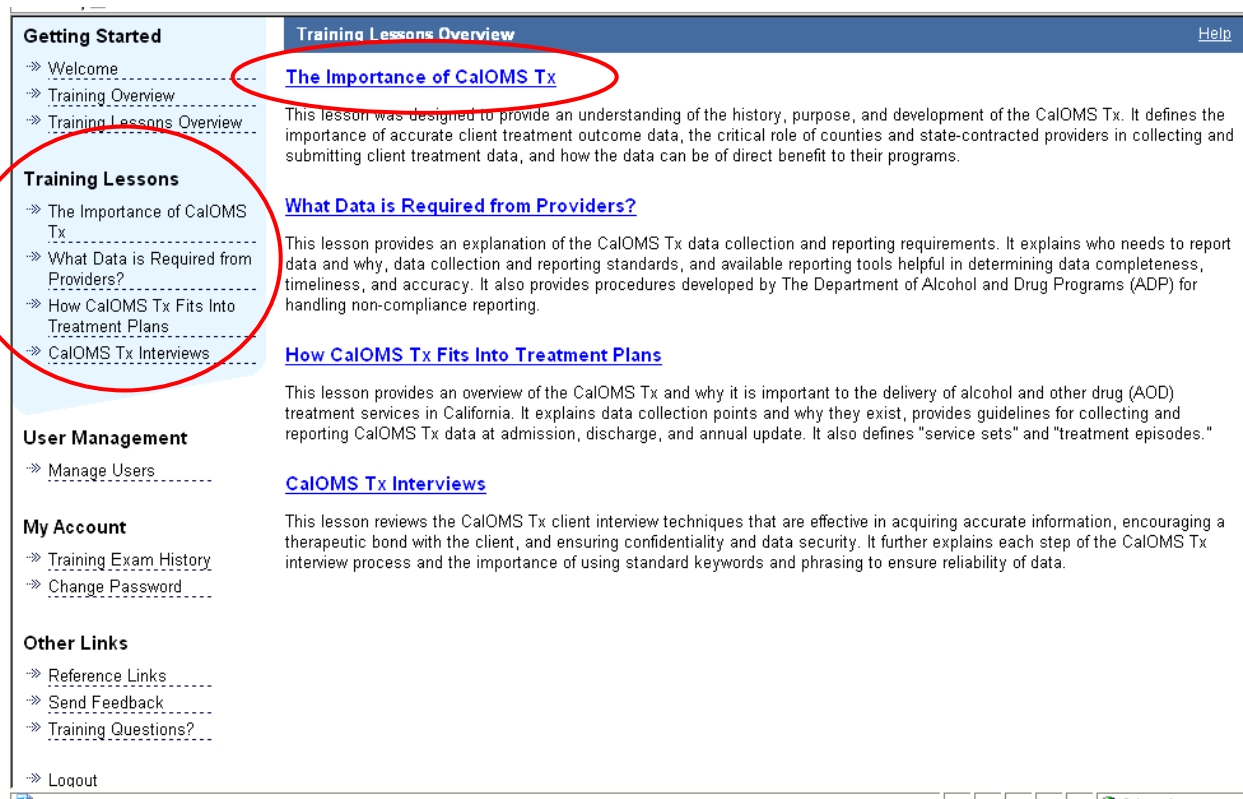 Getting Started
Welcome
Training Overview
Training Lessons Overview
Training Lessons
The Importance of CalOMS
Tx
What Data is Required from
Providers?
How CalOMS Tx Fits Into
Treatment Plans
CalOMS Tx Interviews
User Management
Manage Users
My Account
Training Exam History
Change Password
Other Links
Reference Links
Send Feedback
Training Questions?
Logout
Training Lessons Overview
Help
The Importance of CalOMS Tx
This lesson was designed to provide an understanding of the history, purpose, and development of the CalOMS Tx. It defines the
importance of accurate client treatment outcome data, the critical role of counties and state-contracted providers in collecting and
submitting client treatment data, and how the data can be of direct benefit to their programs.
What Data is Required from Providers?
This lesson provides an explanation of the CalOMS Tx data collection and reporting requirements. It explains who needs to report
data and why, data collection and reporting standards, and available reporting tools helpful in determining data completeness,
timeliness, and accuracy. It also provides procedures developed by The Department of Alcohol and Drug Programs (ADP) for
handling non-compliance reporting.
How CalOMS Tx Fits Into Treatment Plans
This lesson provides an overview of the CalOMS Tx and why it is important to the delivery of alcohol and other drug (AOD)
treatment services in California. It explains data collection points and why they exist, provides guidelines for collecting and
reporting CalOMS Tx data at admission, discharge, and annual update. It also defines "service sets" and "treatment episodes."
CalOMS Tx Interviews
This lesson reviews the CalOMS Tx client interview techniques that are effective in acquiring accurate information, encouraging a
therapeutic bond with the client, and ensuring confidentiality and data security. It further explains each step of the CalOMS Tx
interview process and the importance of using standard keywords and phrasing to ensure reliability of data.